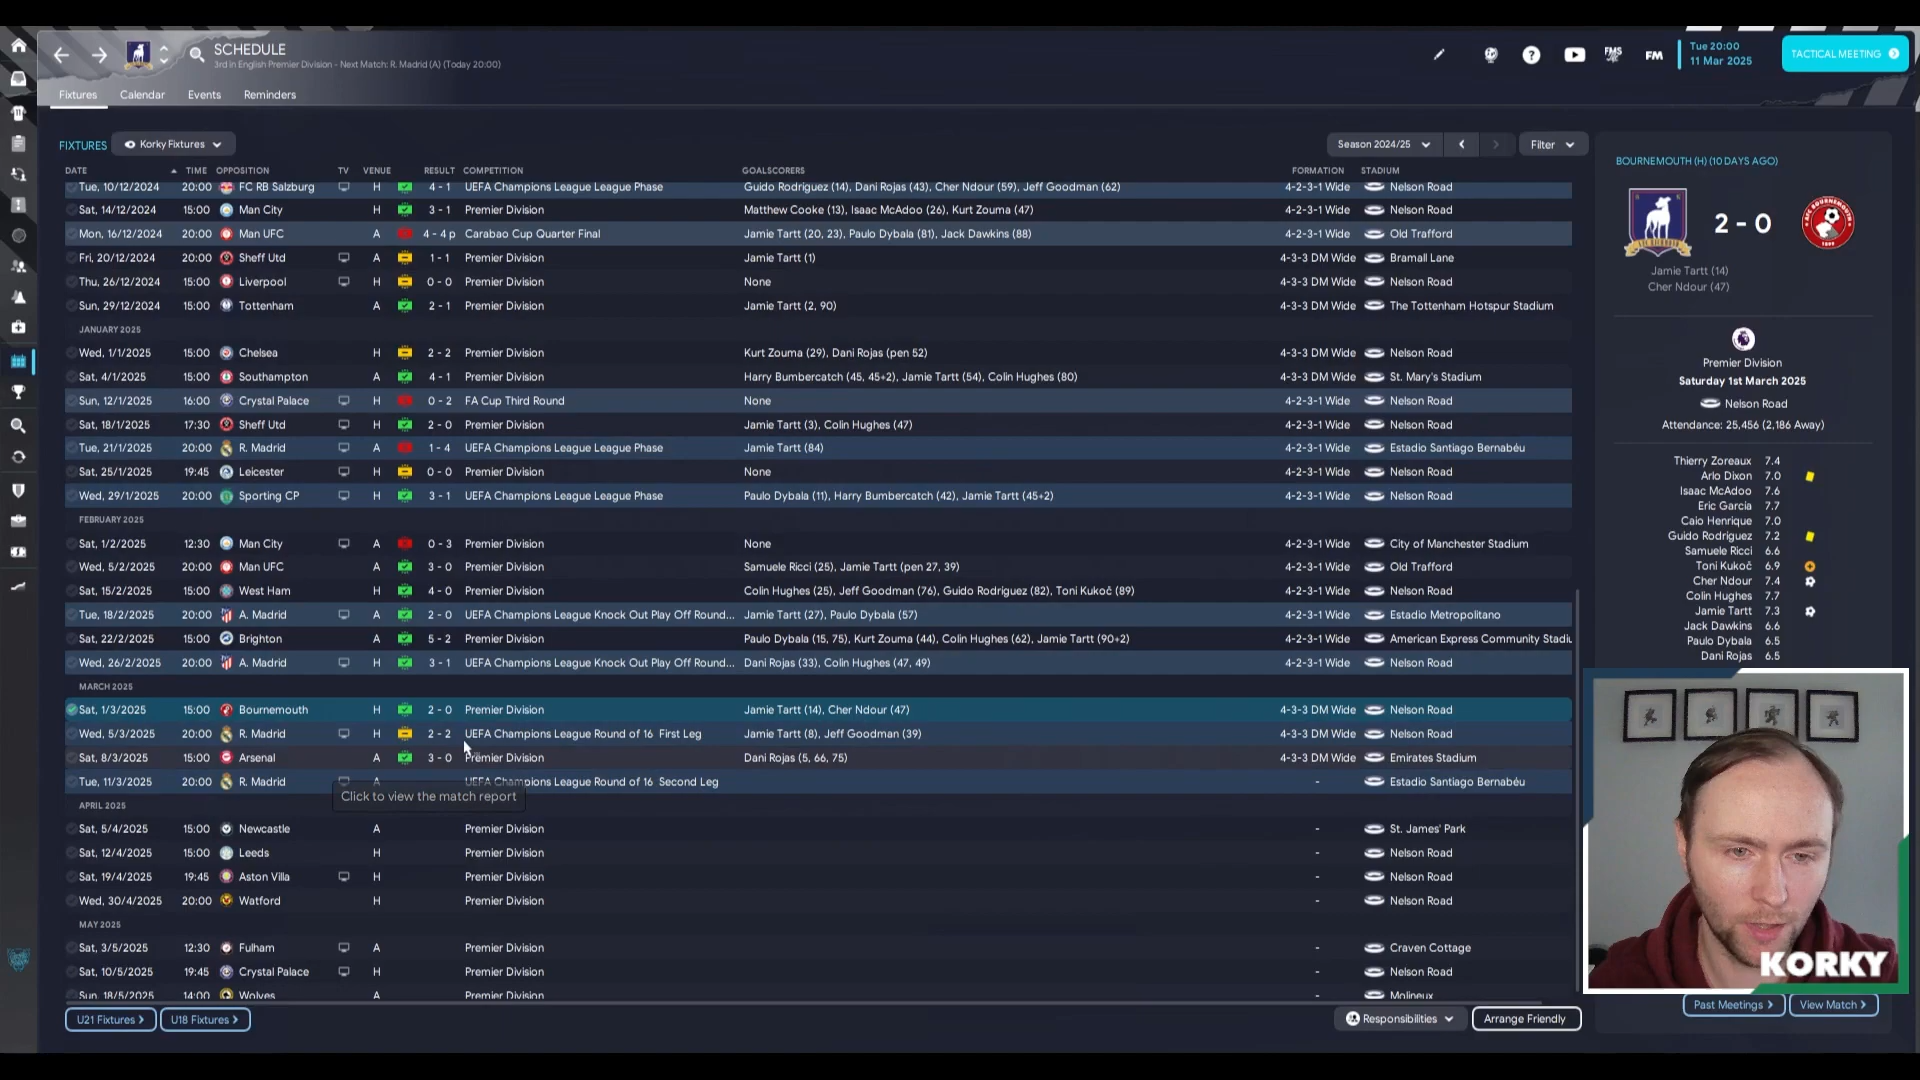 SCHEDULE
3rd in English Premier Division - Next Match: R. Madrid (A) (Today 20:00)
FMS
FM
Tue 20:00
11 Mar 2025
TACTICAL MEETING
Fixtures Calendar Events Reminders
FIXTURES Korky Fixtures Season 2024/25 Filter
DATE TIME OPPOSITION TV VENUE RESULT COMPETITION GOALSCORERS FORMATION STADIUM
Tue, 10/12/2024 20:00 FC RB Salzburg H 4 - 1 UEFA Champions League League Phase Guido Rodríguez (14), Dani Rojas (43), Cher Ndour (59), Jeff Goodman (62) 4-2-3-1 Wide Nelson Road
Sat, 14/12/2024 15:00 Man City H 3 - 1 Premier Division Matthew Cooke (13), Isaac McAdoo (26), Kurt Zouma (47) 4-2-3-1 Wide Nelson Road
Mon, 16/12/2024 20:00 Man UFC A 4 - 4 p Carabao Cup Quarter Final Jamie Tartt (20, 23), Paulo Dybala (81), Jack Dawkins (88) 4-2-3-1 Wide Old Trafford
Fri, 20/12/2024 20:00 Sheff Utd A 1 - 1 Premier Division Jamie Tartt (1) 4-3-3 DM Wide Bramall Lane
Thu, 26/12/2024 15:00 Liverpool H 0 - 0 Premier Division None 4-3-3 DM Wide Nelson Road
Sun, 29/12/2024 15:00 Tottenham A 2 - 1 Premier Division Jamie Tartt (2, 90) 4-3-3 DM Wide The Tottenham Hotspur Stadium
JANUARY 2025
Wed, 1/1/2025 15:00 Chelsea H 2 - 2 Premier Division Kurt Zouma (29), Dani Rojas (pen 52) 4-3-3 DM Wide Nelson Road
Sat, 4/1/2025 15:00 Southampton A 4 - 1 Premier Division Harry Bumbercatch (45, 45+2), Jamie Tartt (54), Colin Hughes (80) 4-3-3 DM Wide St. Mary's Stadium
Sun, 12/1/2025 16:00 Crystal Palace H 0 - 2 FA Cup Third Round None 4-2-3-1 Wide Nelson Road
Sat, 18/1/2025 17:30 Sheff Utd H 2 - 0 Premier Division Jamie Tartt (3), Colin Hughes (47) 4-2-3-1 Wide Nelson Road
Tue, 21/1/2025 20:00 R. Madrid A 1 - 4 UEFA Champions League League Phase Jamie Tartt (84) 4-2-3-1 Wide Estadio Santiago Bernabéu
Sat, 25/1/2025 19:45 Leicester H 0 - 0 Premier Division None 4-2-3-1 Wide Nelson Road
Wed, 29/1/2025 20:00 Sporting CP H 3 - 1 UEFA Champions League League Phase Paulo Dybala (11), Harry Bumbercatch (42), Jamie Tartt (45+2) 4-2-3-1 Wide Nelson Road
FEBRUARY 2025
Sat, 1/2/2025 12:30 Man City A 0 - 3 Premier Division None 4-2-3-1 Wide City of Manchester Stadium
Wed, 5/2/2025 20:00 Man UFC A 3 - 0 Premier Division Samuele Ricci (25), Jamie Tartt (pen 27, 39) 4-2-3-1 Wide Old Trafford
Sat, 15/2/2025 15:00 West Ham H 4 - 0 Premier Division Colin Hughes (25), Jeff Goodman (76), Guido Rodríguez (82), Toni Kukoč (89) 4-2-3-1 Wide Nelson Road
Tue, 18/2/2025 20:00 A. Madrid A 2 - 0 UEFA Champions League Knock Out Play Off Round... Jamie Tartt (27), Paulo Dybala (57) 4-2-3-1 Wide Estadio Metropolitano
Sat, 22/2/2025 15:00 Brighton A 5 - 2 Premier Division Paulo Dybala (15, 75), Kurt Zouma (44), Colin Hughes (62), Jamie Tartt (90+2) 4-2-3-1 Wide American Express Community Stadiu
Wed, 26/2/2025 20:00 A. Madrid H 3 - 1 UEFA Champions League Knock Out Play Off Round... Dani Rojas (33), Colin Hughes (47, 49) 4-2-3-1 Wide Nelson Road
MARCH 2025
Sat, 1/3/2025 15:00 Bournemouth H 2 - 0 Premier Division Jamie Tartt (14), Cher Ndour (47) 4-3-3 DM Wide Nelson Road
Wed, 5/3/2025 20:00 R. Madrid H 2 - 2 UEFA Champions League Round of 16 First Leg Jamie Tartt (8), Jeff Goodman (39) 4-3-3 DM Wide Nelson Road
Sat, 8/3/2025 15:00 Arsenal A 3 - 0 Premier Division Dani Rojas (5, 66, 75) 4-3-3 DM Wide Emirates Stadium
Tue, 11/3/2025 20:00 R. Madrid A UEFA Champions League Round of 16 Second Leg - Estadio Santiago Bernabéu
Click to view the match report
APRIL 2025
Sat, 5/4/2025 15:00 Newcastle A Premier Division - St. James' Park
Sat, 12/4/2025 15:00 Leeds H Premier Division - Nelson Road
Sat, 19/4/2025 19:45 Aston Villa H Premier Division - Nelson Road
Wed, 30/4/2025 20:00 Watford H Premier Division - Nelson Road
MAY 2025
Sat, 3/5/2025 12:30 Fulham A Premier Division - Craven Cottage
Sat, 10/5/2025 19:45 Crystal Palace H Premier Division - Nelson Road
Sun, 18/5/2025 14:00 Wolves A Premier Division - Molineux
U21 Fixtures U18 Fixtures Responsibilities Arrange Friendly
BOURNEMOUTH (H) (10 DAYS AGO)
2 - 0
Jamie Tartt (14)
Cher Ndour (47)
Premier Division
Saturday 1st March 2025
Nelson Road
Attendance: 25,456 (2,186 Away)
Thierry Zoreaux 7.4
Arlo Dixon 7.0
Isaac McAdoo 7.6
Eric Garcia 7.7
Caio Henrique 7.0
Guido Rodríguez 7.2
Samuele Ricci 6.6
Toni Kukoč 6.9
Cher Ndour 7.4
Colin Hughes 7.7
Jamie Tartt 7.3
Jack Dawkins 6.6
Paulo Dybala 6.5
Dani Rojas 6.5
KORKY
Past Meetings View Match